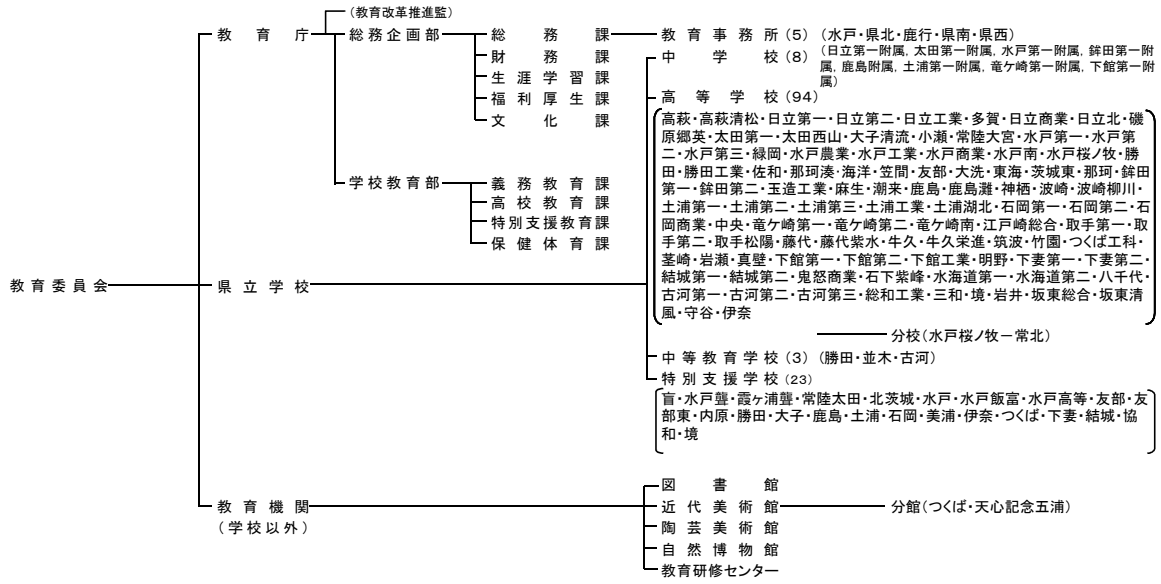 (教育改革推進監)
教育庁
総務企画部
総務課
教育事務所(5) (水戸・県北・鹿行・県南・県西)
財務課
中学校(8)
(日立第一附属, 太田第一附属, 水戸第一附属, 鉾田第一附
属, 鹿島附属, 土浦第一附属, 竜ケ崎第一附属, 下館第一附
属)
生涯学習課
福利厚生課
高等学校(94)
文化課
高萩・高萩清松・日立第一・日立第二・日立工業・多賀・日立商業・日立北・磯
原郷英・太田第一・太田西山・大子清流・小瀬・常陸大宮・水戸第一・水戸第
二・水戸第三・緑岡・水戸農業・水戸工業・水戸商業・水戸南・水戸桜ノ牧・勝
田・勝田工業・佐和・那珂湊・海洋・笠間・友部・大洗・東海・茨城東・那珂・鉾田
第一・鉾田第二・玉造工業・麻生・潮来・鹿島・鹿島灘・神栖・波崎・波崎柳川・
土浦第一・土浦第二・土浦第三・土浦工業・土浦湖北・石岡第一・石岡第二・石
岡商業・中央・竜ケ崎第一・竜ケ崎第二・竜ケ崎南・江戸崎総合・取手第一・取
手第二・取手松陽・藤代・藤代紫水・牛久・牛久栄進・筑波・竹園・つくば工科・
茎崎・岩瀬・真壁・下館第一・下館第二・下館工業・明野・下妻第一・下妻第二・
結城第一・結城第二・鬼怒商業・石下紫峰・水海道第一・水海道第二・八千代・
古河第一・古河第二・古河第三・総和工業・三和・境・岩井・坂東総合・坂東清
風・守谷・伊奈
学校教育部
義務教育課
高校教育課
特別支援教育課
保健体育課
教育委員会
県立学校
分校(水戸桜ノ牧ー常北)
中等教育学校(3) (勝田・並木・古河)
特別支援学校(23)
盲・水戸聾・霞ヶ浦聾・常陸太田・北茨城・水戸・水戸飯富・水戸高等・友部・友
部東・内原・勝田・大子・鹿島・土浦・石岡・美浦・伊奈・つくば・下妻・結城・協
和・境
教育機関
(学校以外)
図書館
近代美術館
分館(つくば・天心記念五浦)
陶芸美術館
自然博物館
教育研修センター